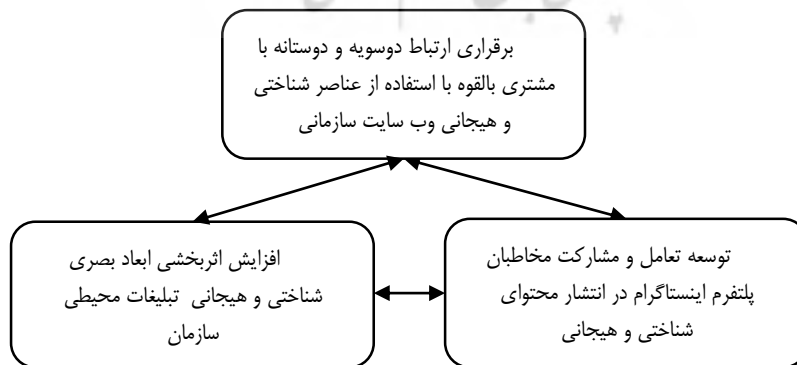 برقراری ارتباط دوسویه و دوستانه با
مشتری بالقوه با استفاده از عناصر شناختی
و هیجانی وب سایت سازمانی
توسعه تعامل و مشارکت مخاطبان
پلتفرم اینستاگرام در انتشار محتوای
شناختی و هیجانی
افزایش اثربخشی ابعاد بصری
شناختی و هیجانی تبلیغات محیطی
سازمان